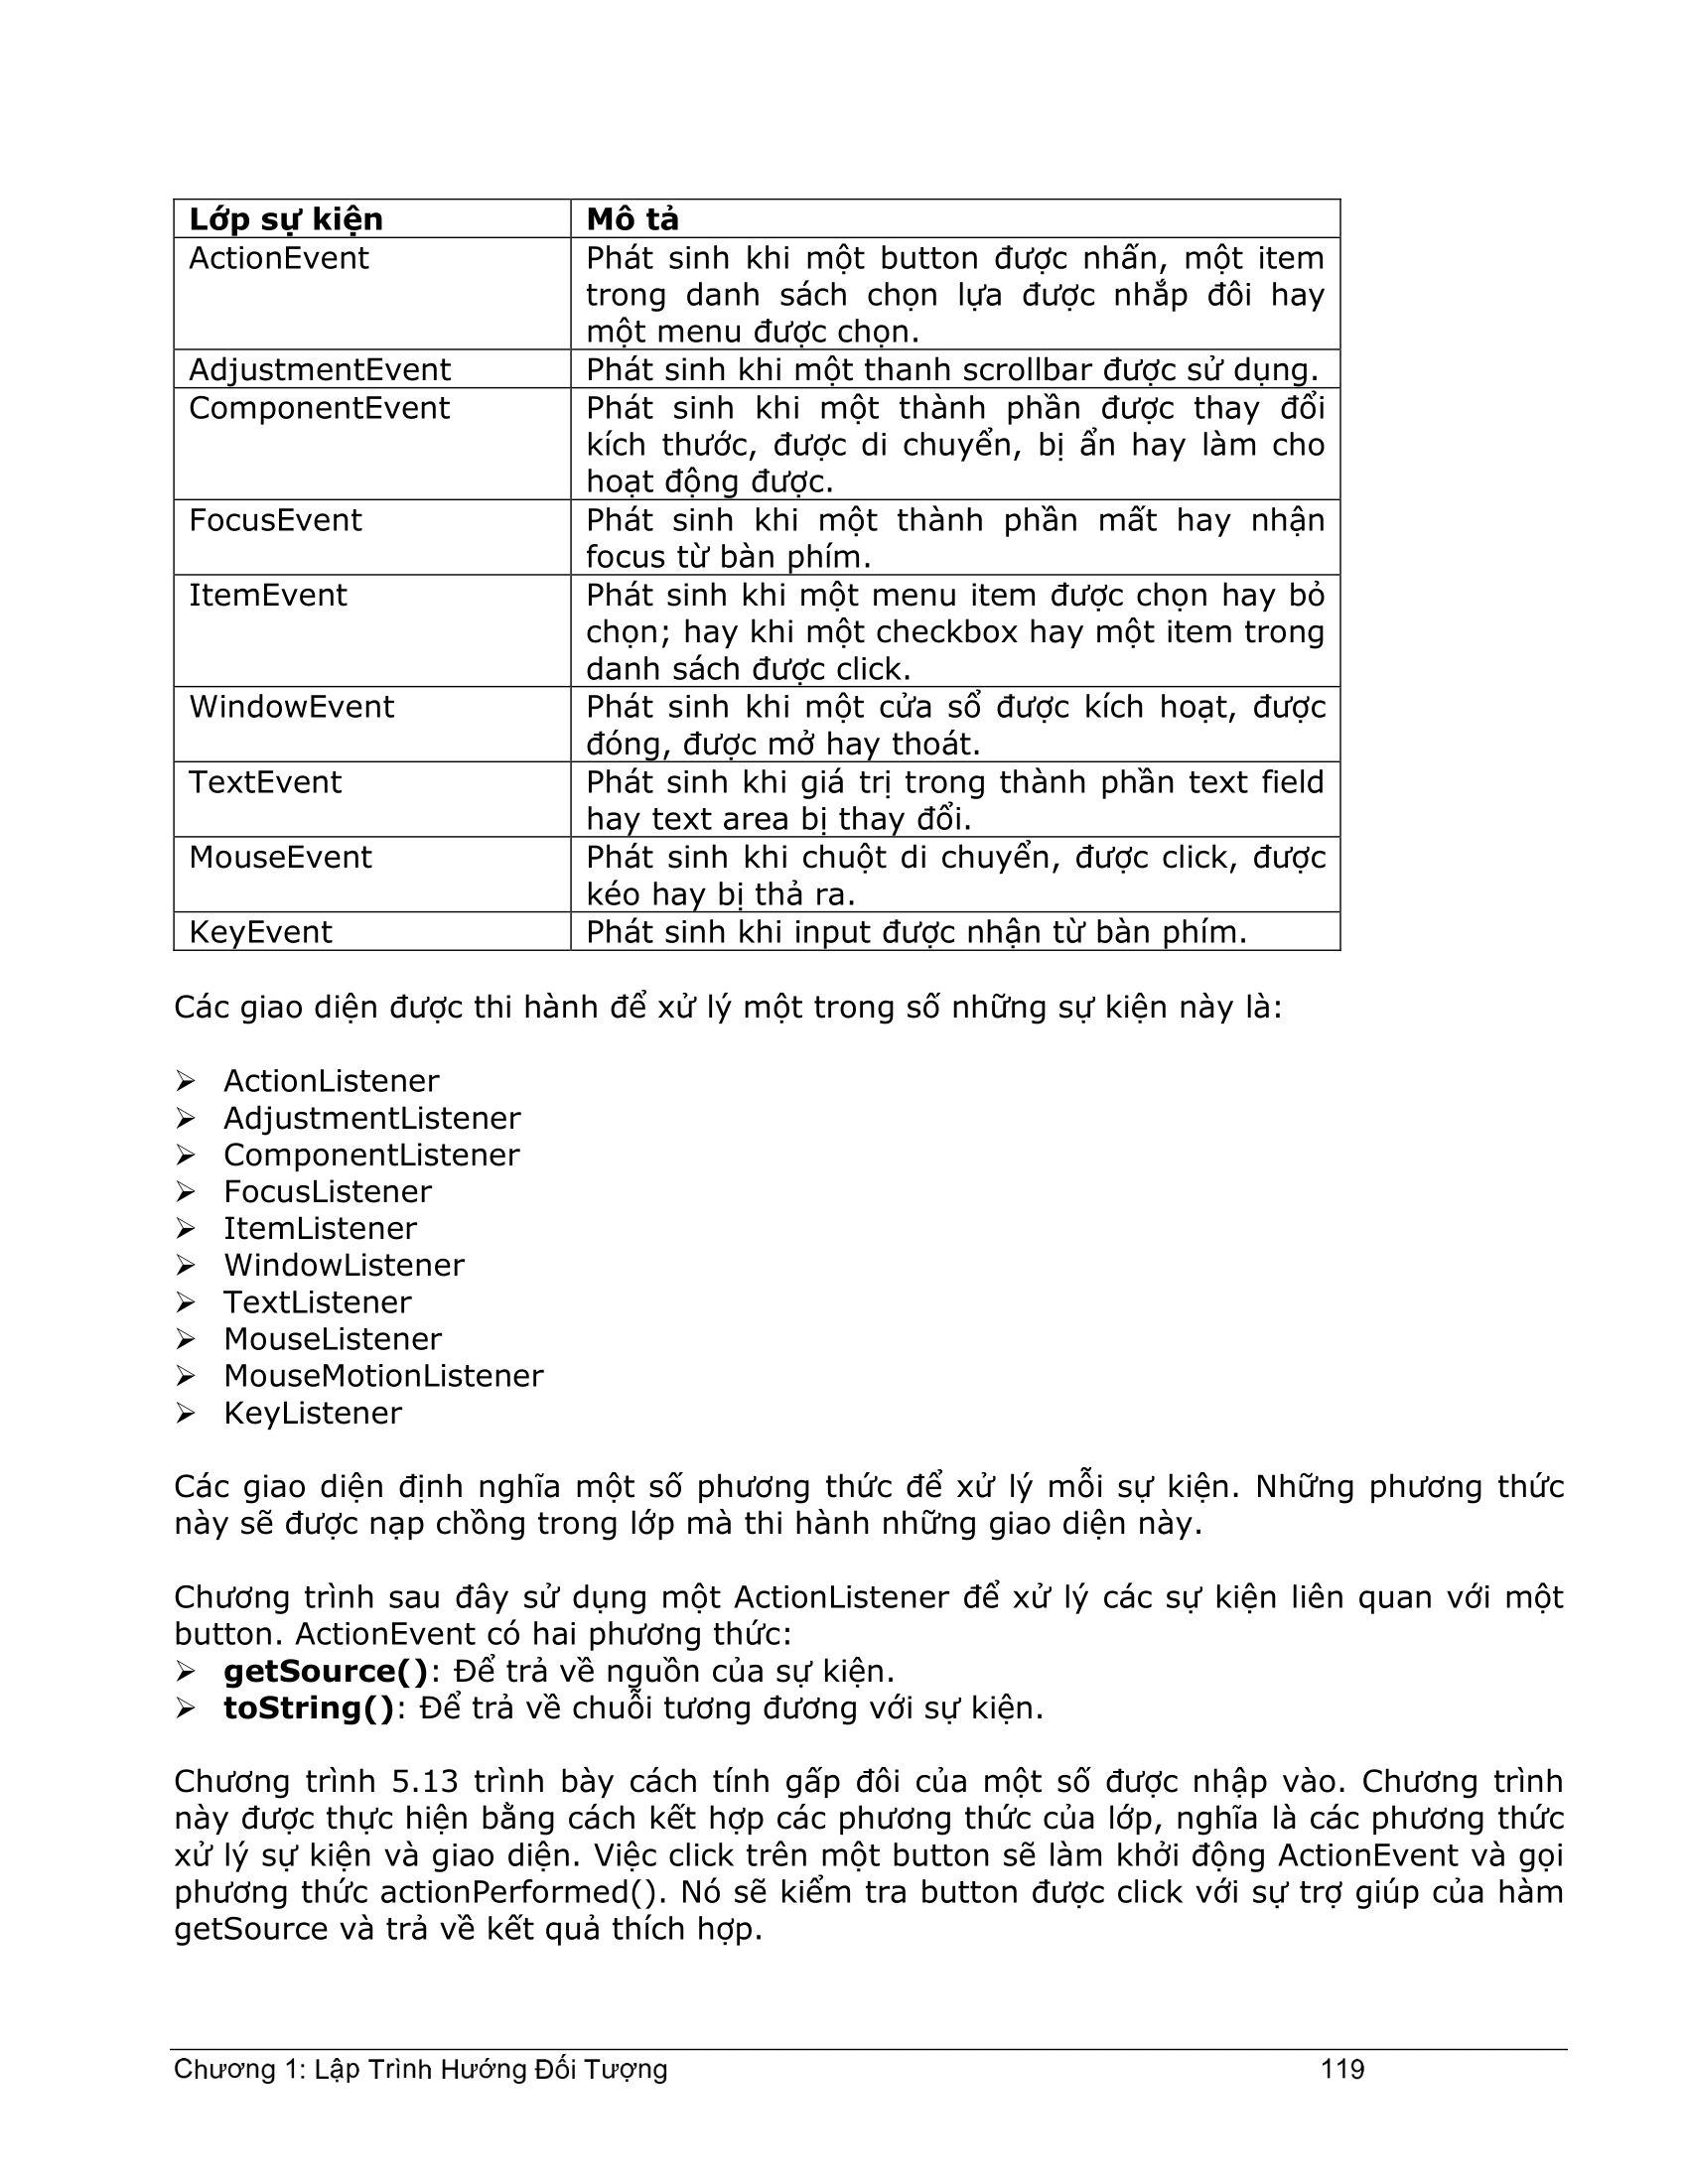 Lớp sự kiện Mô tả
ActionEvent Phát sinh khi một button được nhấn, một item
trong danh sách chọn lựa được nhắp đôi hay
một menu được chọn.
AdjustmentEvent Phát sinh khi một thanh scrollbar được sử dụng.
ComponentEvent Phát sinh khi một thành phần được thay đổi
kích thước, được di chuyển, bị ẩn hay làm cho
hoạt động được.
FocusEvent Phát sinh khi một thành phần mất hay nhận
focus từ bàn phím.
ItemEvent Phát sinh khi một menu item được chọn hay bỏ
chọn; hay khi một checkbox hay một item trong
danh sách được click.
WindowEvent Phát sinh khi một cửa sổ được kích hoạt, được
đóng, được mở hay thoát.
TextEvent Phát sinh khi giá trị trong thành phần text field
hay text area bị thay đổi.
MouseEvent Phát sinh khi chuột di chuyển, được click, được
kéo hay bị thả ra.
KeyEvent Phát sinh khi input được nhận từ bàn phím.
Các giao diện được thi hành để xử lý một trong số những sự kiện này là:
➢ ActionListener
➢ AdjustmentListener
➢ ComponentListener
➢ FocusListener
➢ ItemListener
➢ WindowListener
➢ TextListener
➢ MouseListener
➢ MouseMotionListener
➢ KeyListener
Các giao diện định nghĩa một số phương thức để xử lý mỗi sự kiện. Những phương thức
này sẽ được nạp chồng trong lớp mà thi hành những giao diện này.
Chương trình sau đây sử dụng một ActionListener để xử lý các sự kiện liên quan với một
button. ActionEvent có hai phương thức:
➢ getSource(): Để trả về nguồn của sự kiện.
➢ toString(): Để trả về chuỗi tương đương với sự kiện.
Chương trình 5.13 trình bày cách tính gấp đôi của một số được nhập vào. Chương trình
này được thực hiện bằng cách kết hợp các phương thức của lớp, nghĩa là các phương thức
xử lý sự kiện và giao diện. Việc click trên một button sẽ làm khởi động ActionEvent và gọi
phương thức actionPerformed(). Nó sẽ kiểm tra button được click với sự trợ giúp của hàm
getSource và trả về kết quả thích hợp.
Chương 1: Lập Trình Hướng Đối Tượng 119